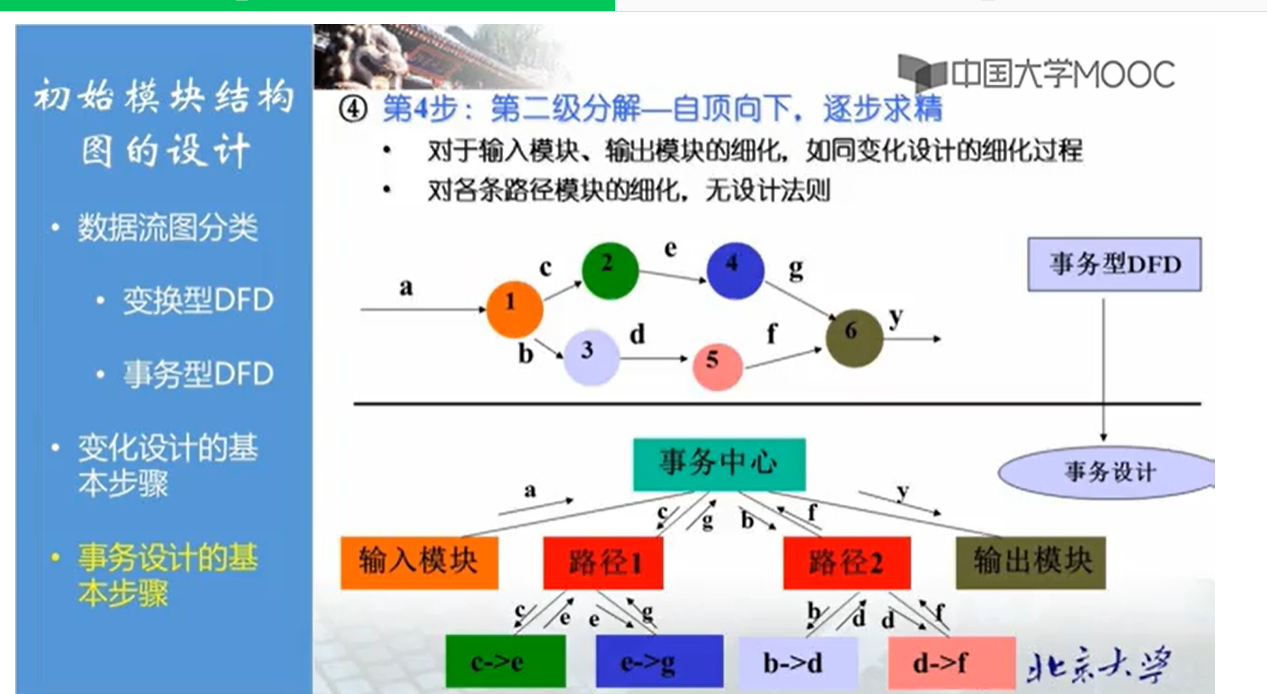 初始模块结构
图的设计
• 数据流图分类
• 变换型DFD
• 事务型DFD
• 变化设计的基
本步骤
• 事务设计的基
本步骤
中国大学MOOC
④ 第4步：第二级分解—自顶向下，逐步求精
• 对于输入模块、输出模块的细化，如同变化设计的细化过程
• 对各条路径模块的细化，无设计法则
a
c
2
e
4
g
1
b
3
d
5
f
6
y
事务型DFD
事务设计
事务中心
a
c
g
b
f
y
输入模块
路径1
路径2
输出模块
c
e
e
g
b
d
d
f
c->e
e->g
b->d
d->f
北京大学